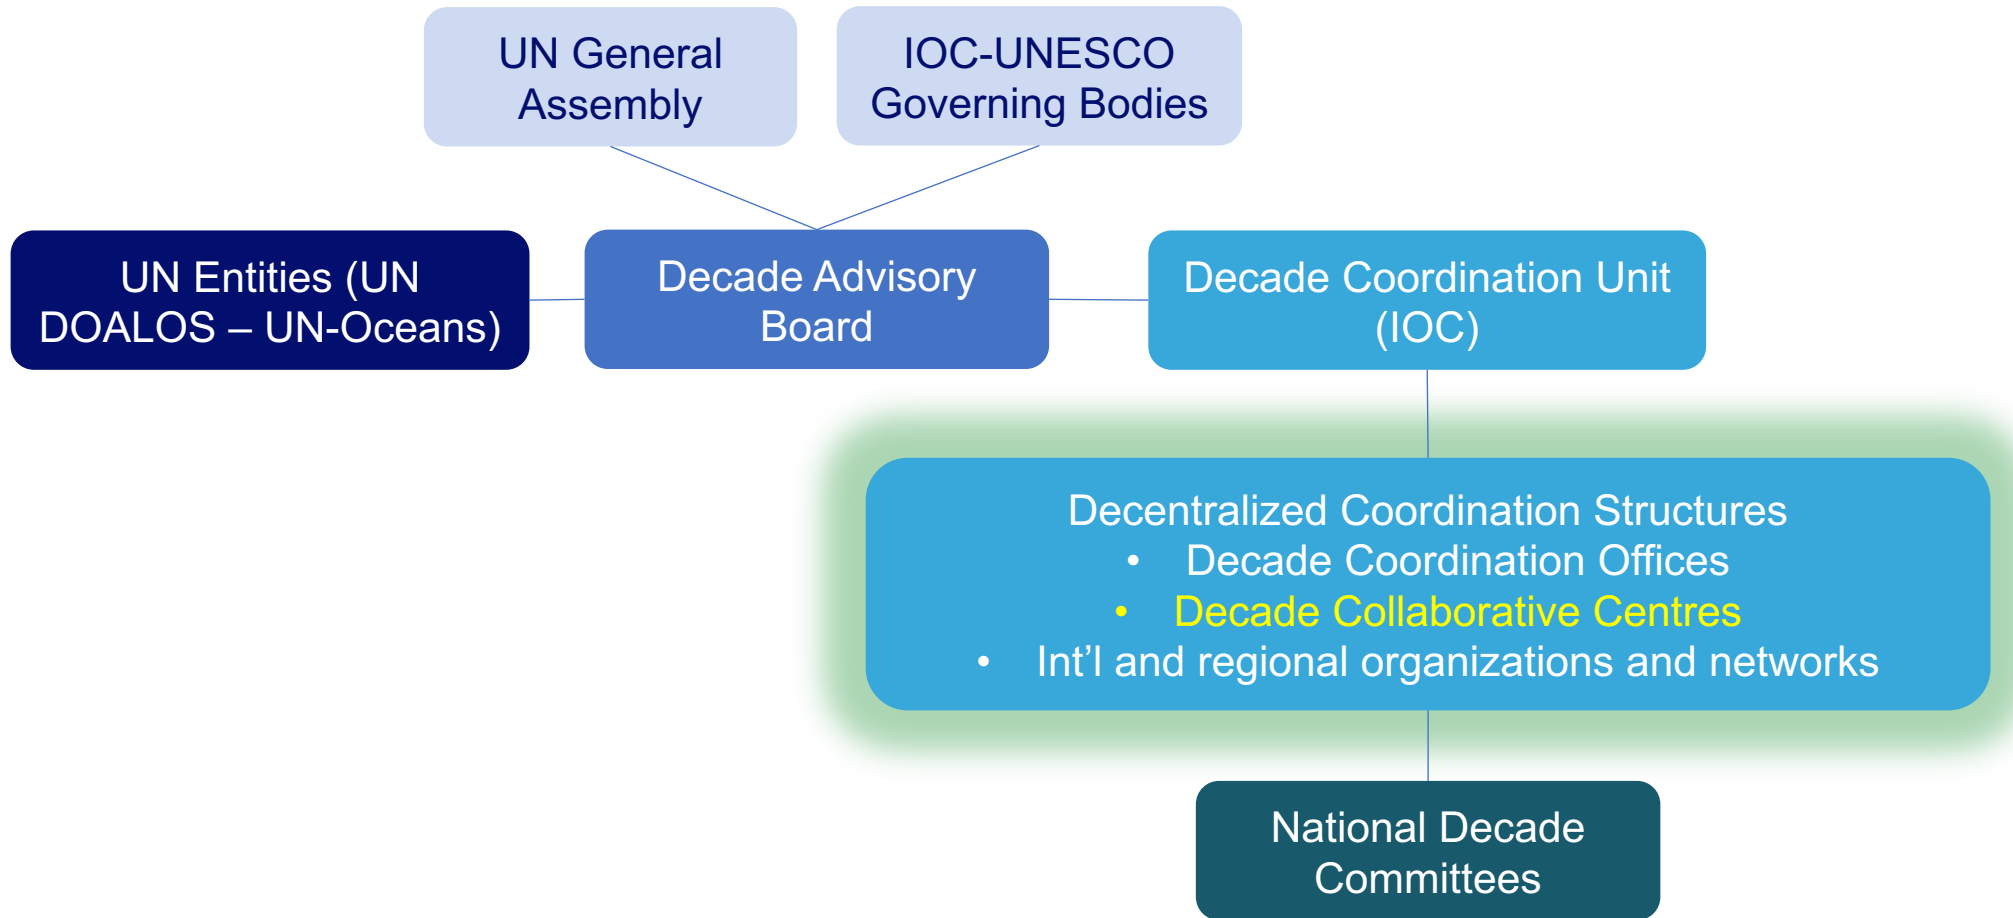 UN General
Assembly
IOC-UNESCO
Governing Bodies
UN Entities (UN
DOALOS – UN-Oceans)
Decade Advisory
Board
Decade Coordination Unit
(IOC)
Decentralized Coordination Structures
• Decade Coordination Offices
• Decade Collaborative Centres
• Int’l and regional organizations and networks
National Decade
Committees